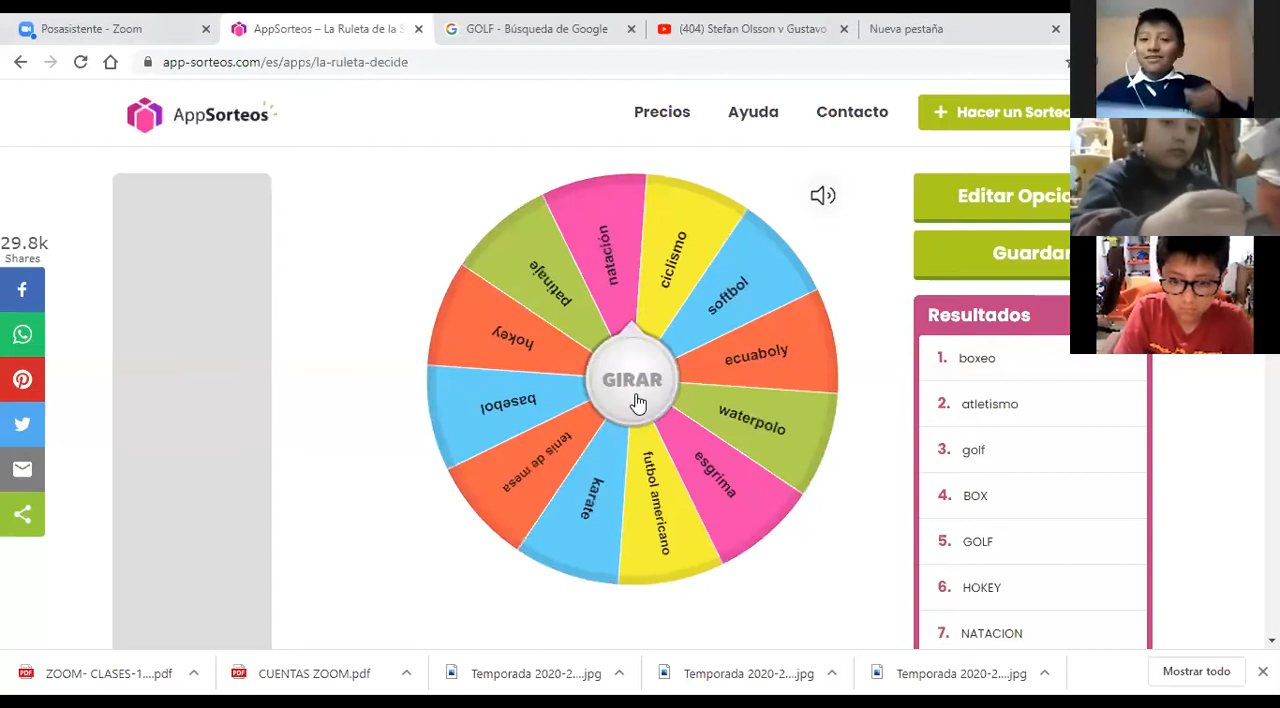 Posasistente - Zoom
AppSorteos – La Ruleta de la S
GOLF - Búsqueda de Google
(404) Stefan Olsson v Gustavo
Nueva pestaña
app-sorteos.com/es/apps/la-ruleta-decide
AppSorteos
Precios
Ayuda
Contacto
+ Hacer un Sorteo
29.8k
Shares
natación
ciclismo
softbol
ecuaboly
waterpolo
esgrima
futbol americano
karate
tenis de mesa
basebol
hokey
patinaje
GIRAR
Editar Opcio
Guardar
Resultados
1. boxeo
2. atletismo
3. golf
4. BOX
5. GOLF
6. HOKEY
7. NATACION
ZOOM- CLASES-1....pdf
CUENTAS ZOOM.pdf
Temporada 2020-2....jpg
Temporada 2020-2....jpg
Temporada 2020-2....jpg
Mostrar todo